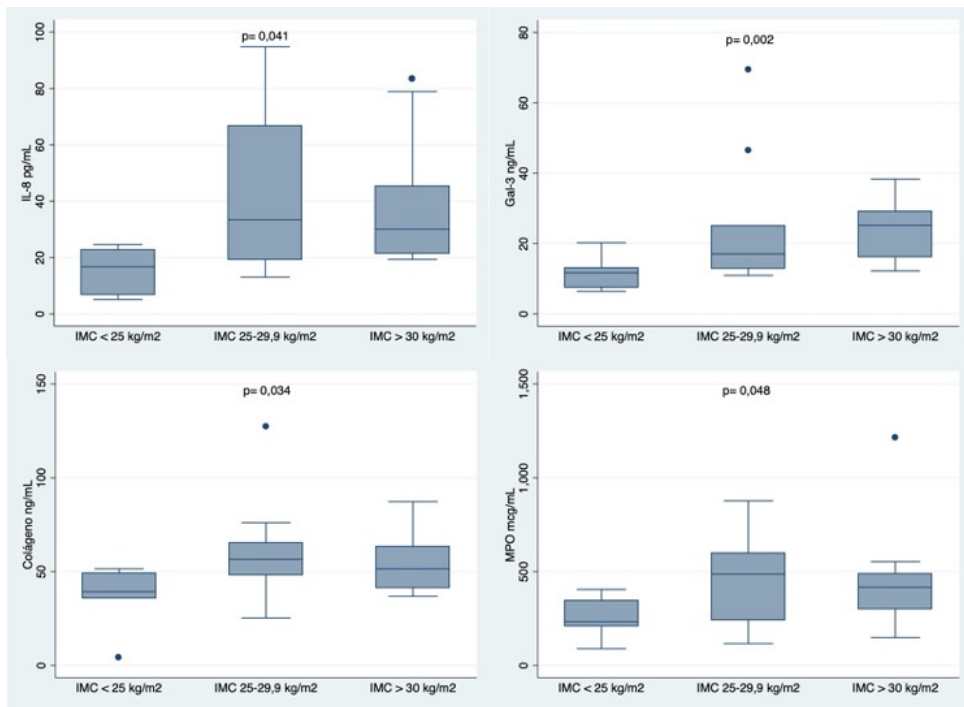 p= 0,041
IL-8 pg/mL
100
80
60
40
20
0
IMC < 25 kg/m2 IMC 25-29,9 kg/m2 IMC > 30 kg/m2
p= 0,002
Gal-3 ng/mL
80
60
40
20
0
IMC < 25 kg/m2 IMC 25-29,9 kg/m2 IMC > 30 kg/m2
p= 0,034
Colágeno ng/mL
150
100
50
0
IMC < 25 kg/m2 IMC 25-29,9 kg/m2 IMC > 30 kg/m2
p= 0,048
MPO mcg/mL
1,500
1,000
500
0
IMC < 25 kg/m2 IMC 25-29,9 kg/m2 IMC > 30 kg/m2